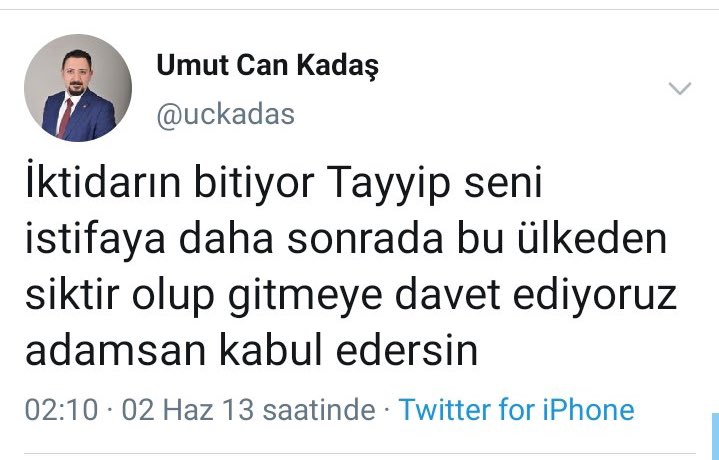 Umut Can Kadaş
@uckadas
İktidarın bitiyor Tayyip seni
istifaya daha sonrada bu ülkeden
siktir olup gitmeye davet ediyoruz
adamsan kabul edersin
02:10 · 02 Haz 13 saatinde · Twitter for iPhone